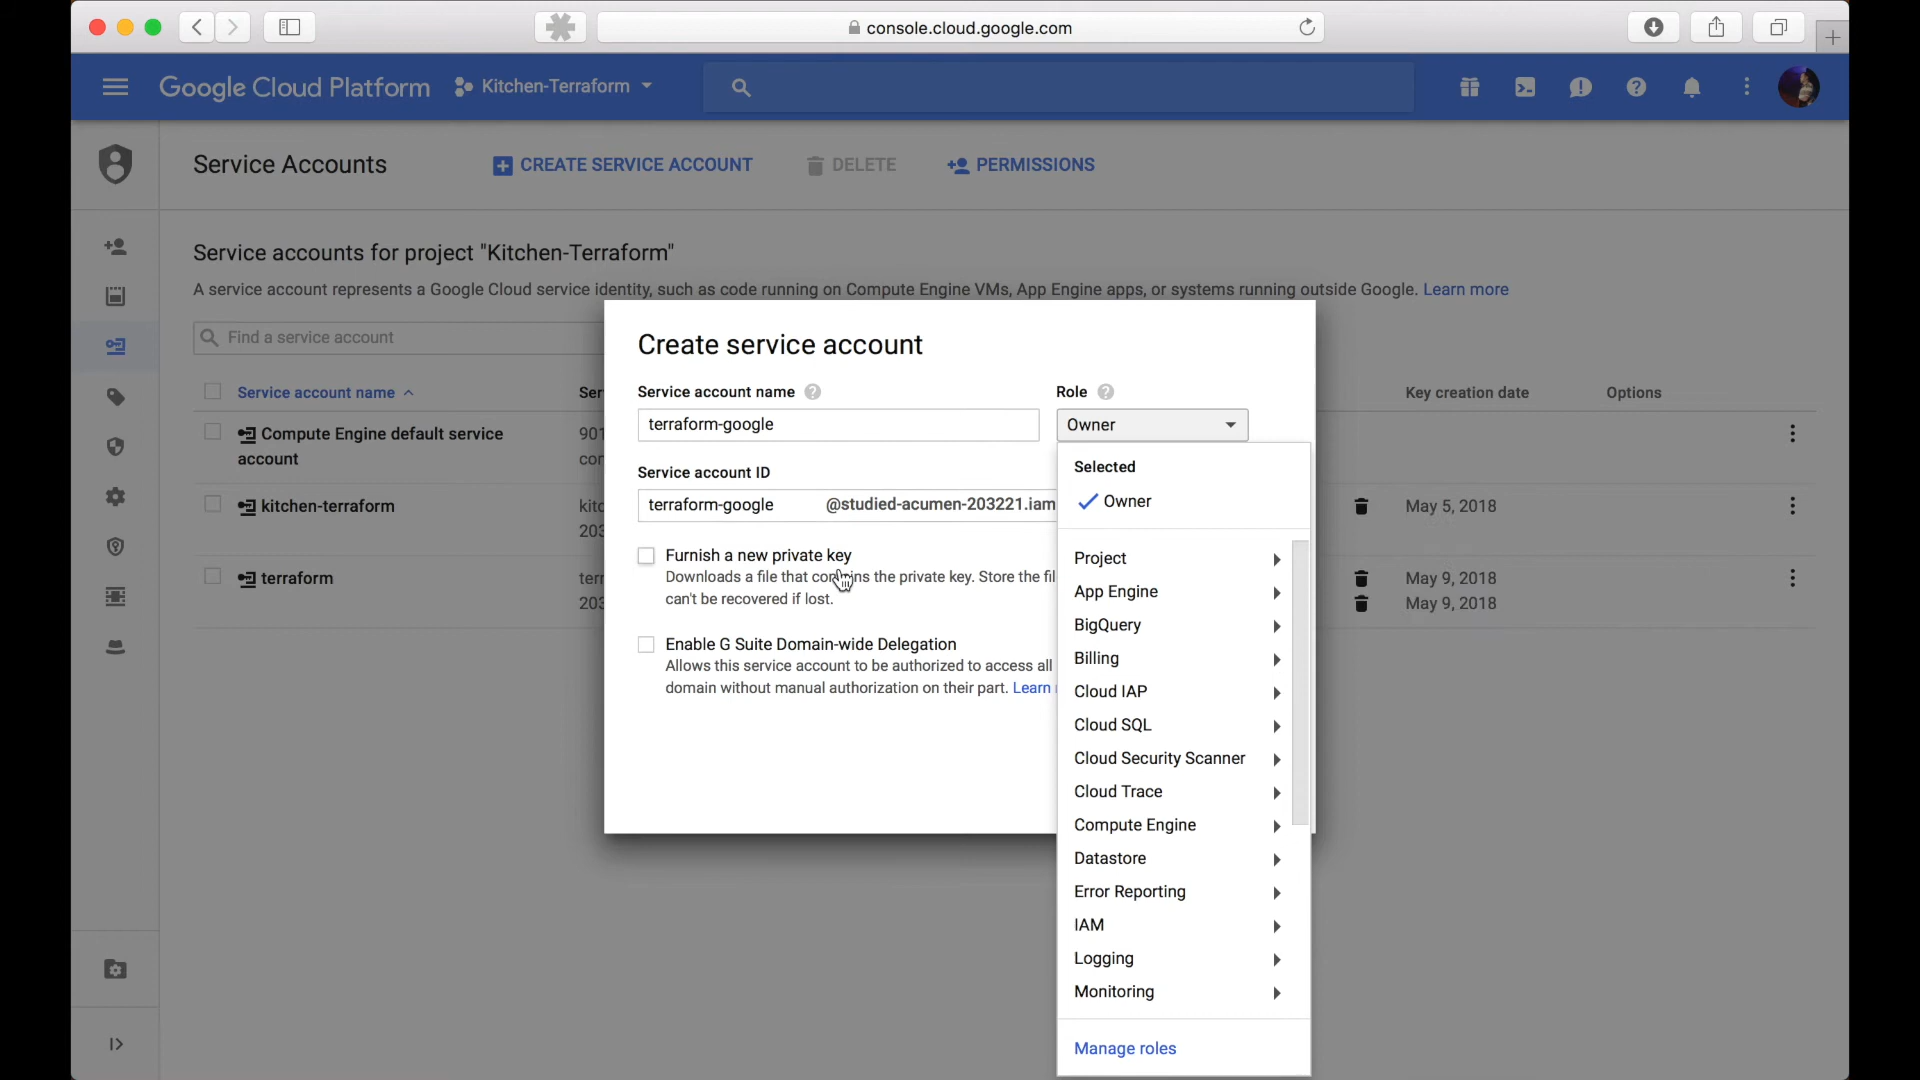 console.cloud.google.com
Google Cloud Platform
Kitchen-Terraform
Service Accounts
CREATE SERVICE ACCOUNT
DELETE
PERMISSIONS
Service accounts for project "Kitchen-Terraform"
A service account represents a Google Cloud service identity, such as code running on Compute Engine VMs, App Engine apps, or systems running outside Google. Learn more
Find a service account
Service account name
Ser
Key creation date
Options
Compute Engine default service
account
901
con
kitchen-terraform
kitc
203
May 5, 2018
terraform
terr
203
May 9, 2018
May 9, 2018
Create service account
Service account name
Role
terraform-google
Owner
Service account ID
terraform-google @studied-acumen-203221.iam
Furnish a new private key
Downloads a file that contains the private key. Store the fil
can't be recovered if lost.
Enable G Suite Domain-wide Delegation
Allows this service account to be authorized to access all
domain without manual authorization on their part. Learn
Selected
Owner
Project
App Engine
BigQuery
Billing
Cloud IAP
Cloud SQL
Cloud Security Scanner
Cloud Trace
Compute Engine
Datastore
Error Reporting
IAM
Logging
Monitoring
Manage roles